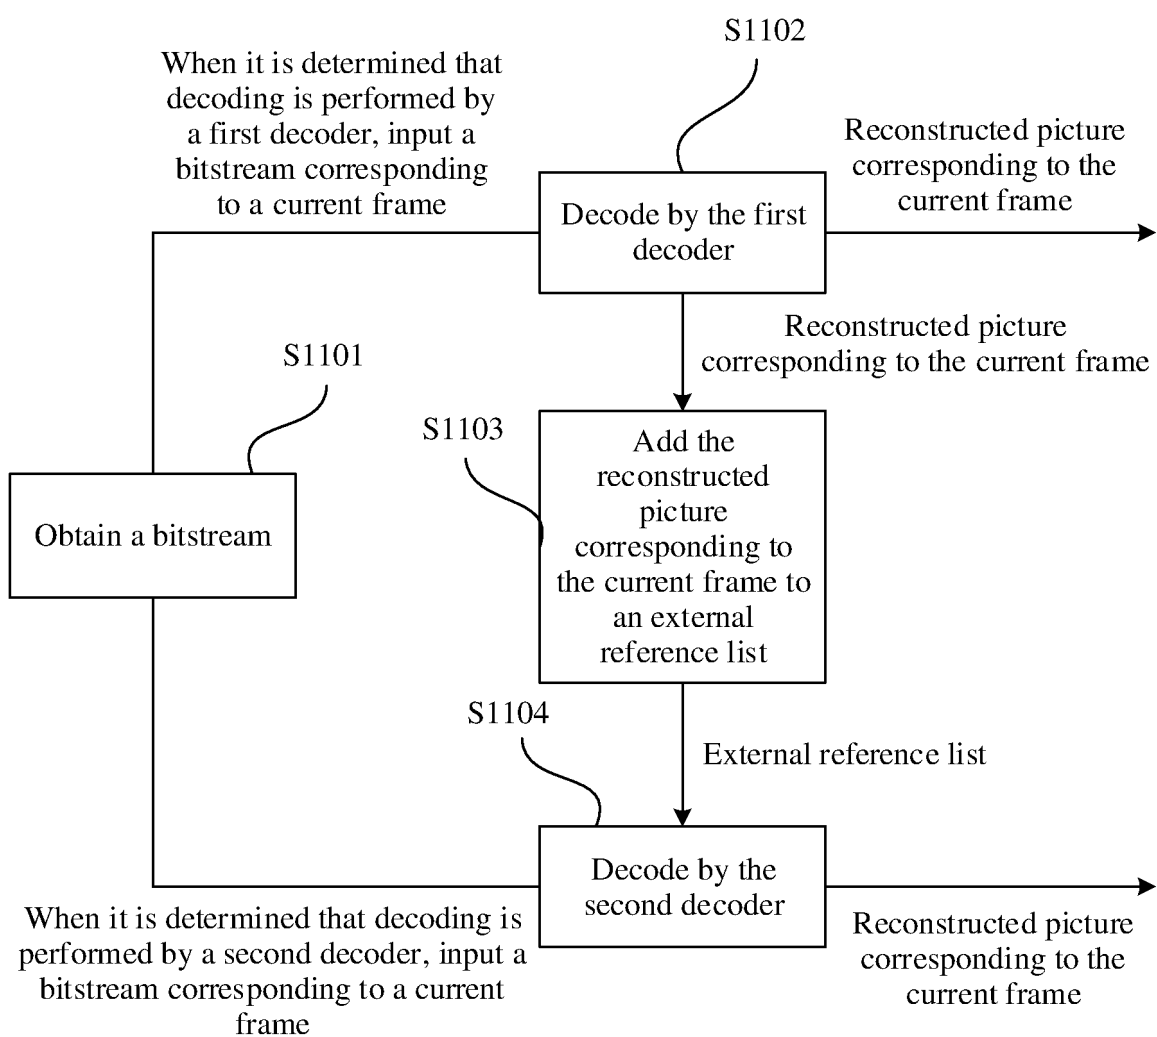 S1102
When it is determined that
decoding is performed by
a first decoder, input a
bitstream corresponding
to a current frame
Reconstructed picture
corresponding to the
current frame
Decode by the first
decoder
Reconstructed picture
corresponding to the current frame
S1101
Obtain a bitstream
S1103
Add the
reconstructed
picture
corresponding to
the current frame to
an external
reference list
S1104
External reference list
Decode by the
second decoder
When it is determined that decoding is
performed by a second decoder, input a
bitstream corresponding to a current
frame
Reconstructed picture
corresponding to the
current frame